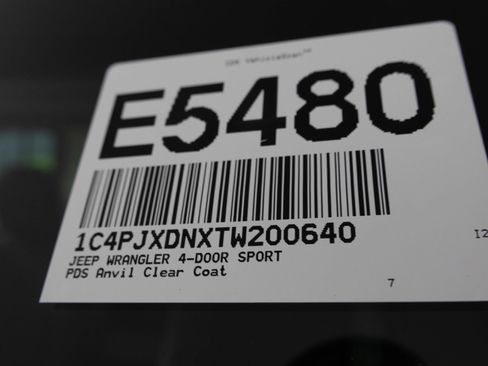 E5480
1C4PJXDNXTW200640
JEEP WRANGLER 4-DOOR SPORT
PDS Anvil Clear Coat
7